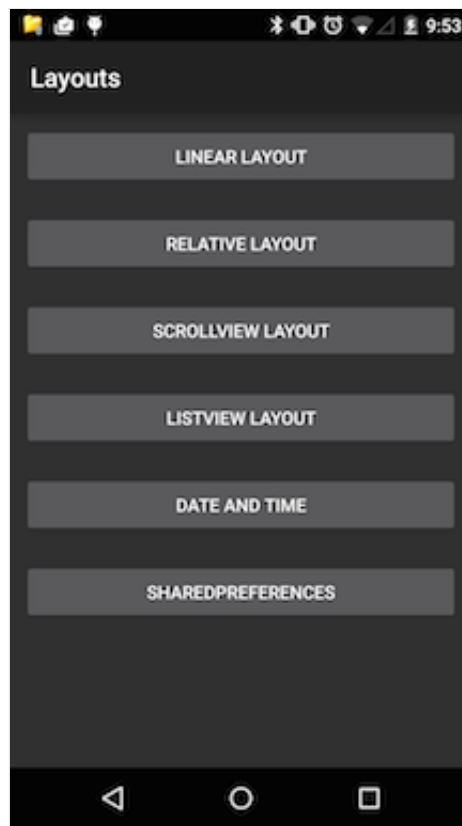 9:53
Layouts
LINEAR LAYOUT
RELATIVE LAYOUT
SCROLLVIEW LAYOUT
LISTVIEW LAYOUT
DATE AND TIME
SHAREDPREFERENCES